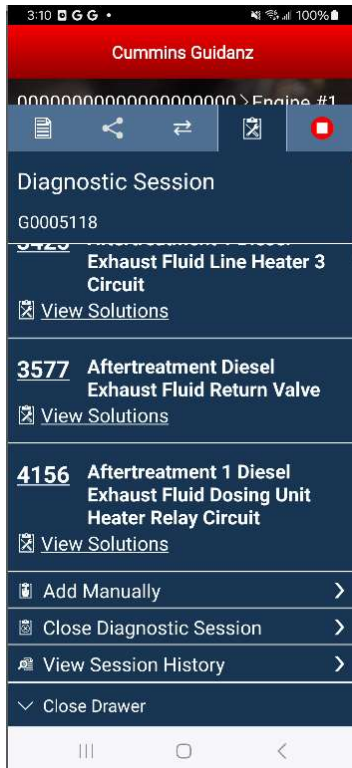 3:10 G G • 100%
Cummins Guidanz
00000000000000000000>Engine #1
Diagnostic Session
G0005118
Exhaust Fluid Line Heater 3
Circuit
View Solutions
3577 Aftertreatment Diesel
Exhaust Fluid Return Valve
View Solutions
4156 Aftertreatment 1 Diesel
Exhaust Fluid Dosing Unit
Heater Relay Circuit
View Solutions
Add Manually
Close Diagnostic Session
View Session History
Close Drawer